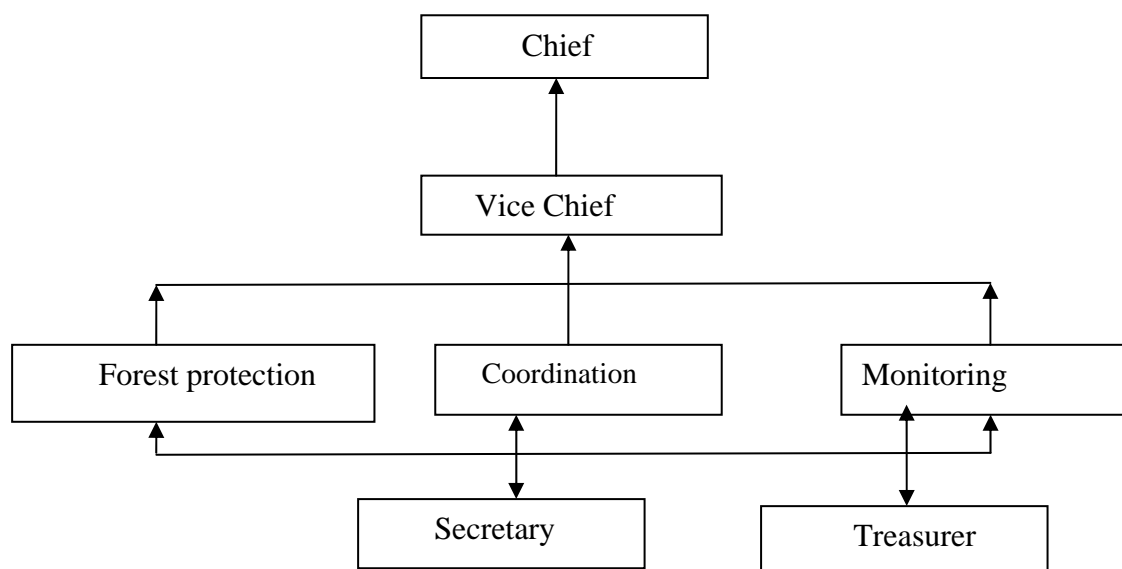 Chief
Vice Chief
Forest protection
Coordination
Monitoring
Secretary
Treasurer